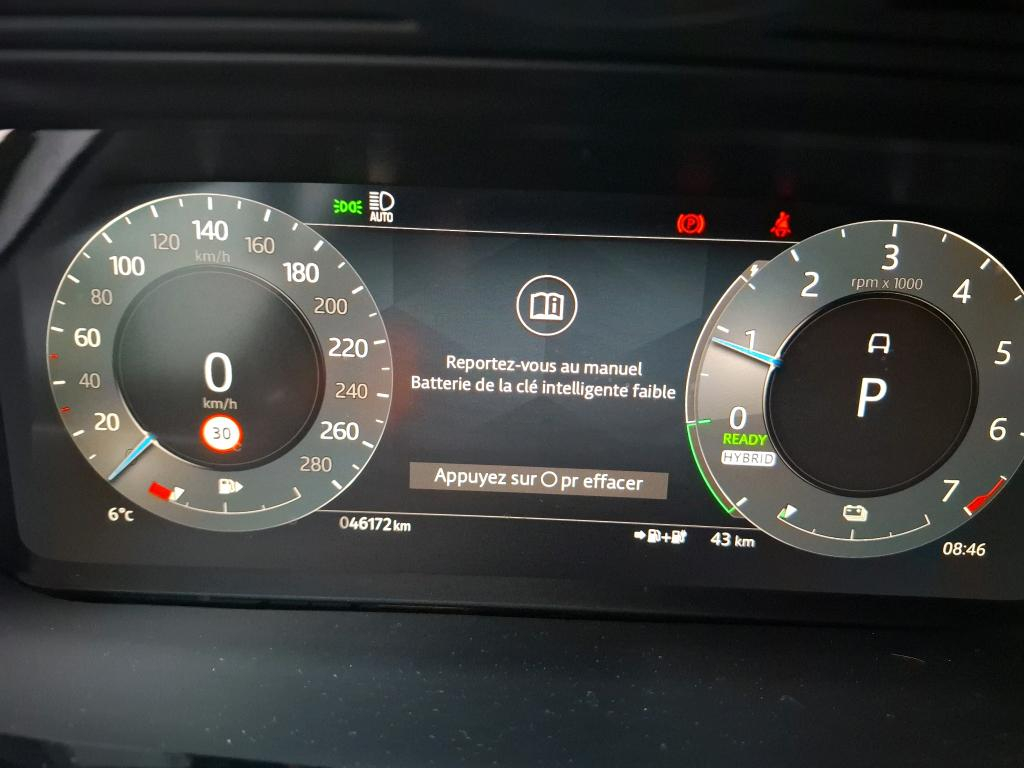 AUTO
20
40
60
80
100
120
140
km/h
160
180
200
220
240
260
280
0
km/h
30
6°c
Reportez-vous au manuel
Batterie de la clé intelligente faible
Appuyez sur O pr effacer
046172 km
43 km
P
0
1
2
3
4
5
6
7
rpm x 1000
A
P
READY
HYBRID
08:46